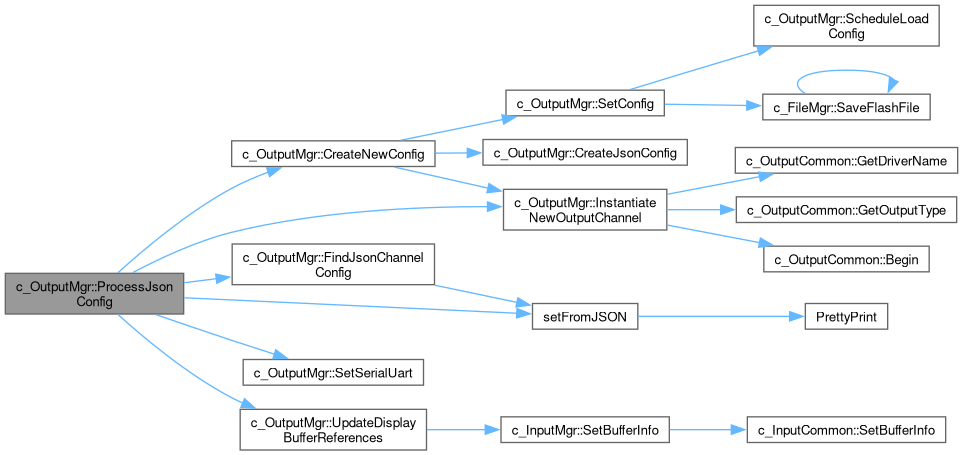 c_OutputMgr::ScheduleLoad
Config
c_OutputMgr::SetConfig
c_FileMgr::SaveFlashFile
c_OutputMgr::CreateNewConfig
c_OutputMgr::CreateJsonConfig
c_OutputCommon::GetDriverName
c_OutputMgr::Instantiate
NewOutputChannel
c_OutputCommon::GetOutputType
c_OutputMgr::FindJsonChannel
Config
c_OutputCommon::Begin
c_OutputMgr::ProcessJson
Config
setFromJSON
PrettyPrint
c_OutputMgr::SetSerialUart
c_OutputMgr::UpdateDisplay
BufferReferences
c_InputMgr::SetBufferInfo
c_InputCommon::SetBufferInfo